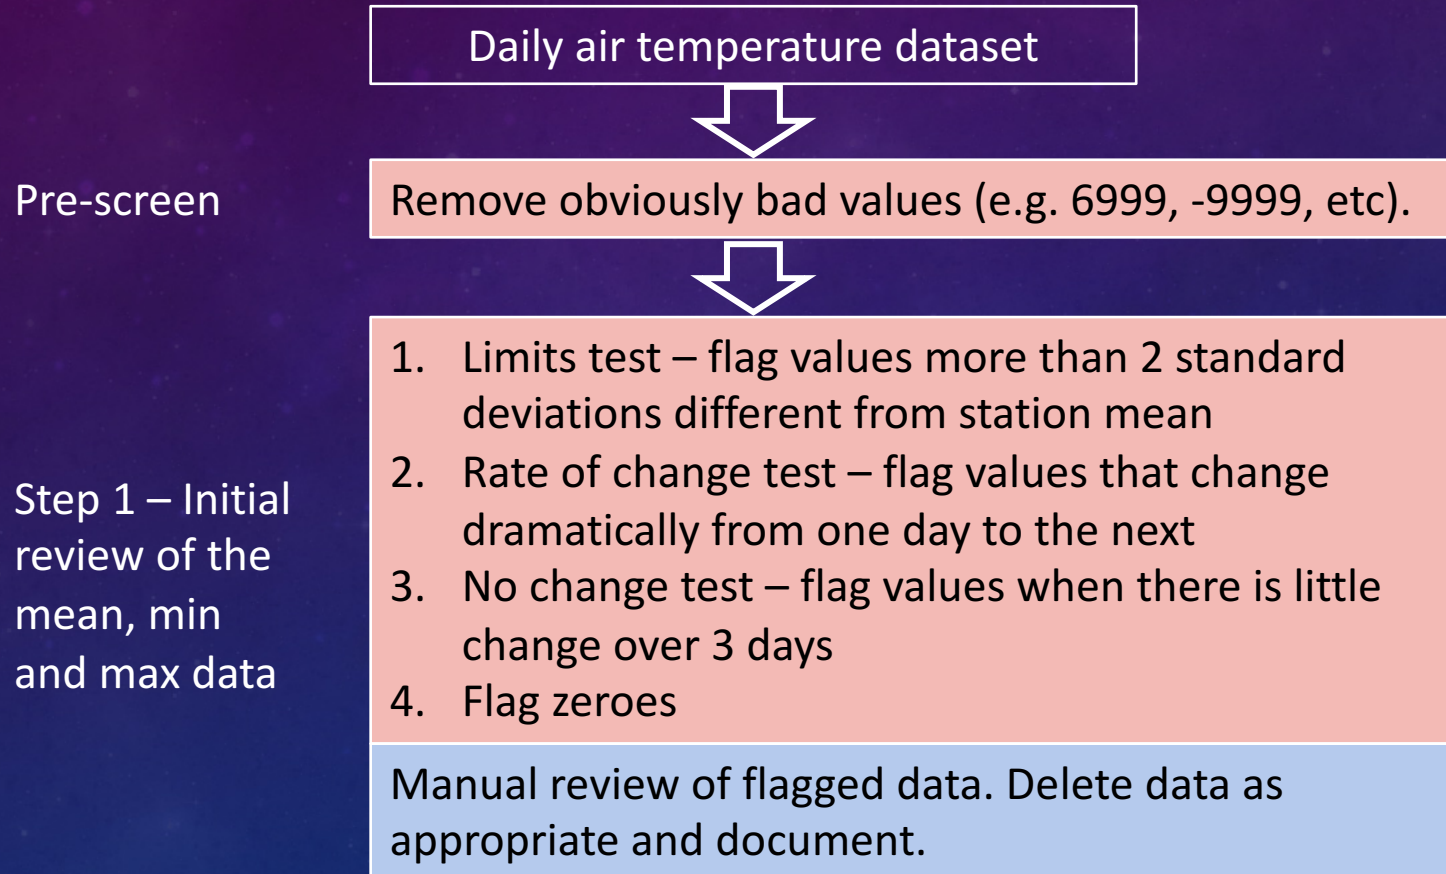 Daily air temperature dataset
Pre-screen
Remove obviously bad values (e.g. 6999, -9999, etc).
Step 1 – Initial
review of the
mean, min
and max data
1. Limits test – flag values more than 2 standard
deviations different from station mean
2. Rate of change test – flag values that change
dramatically from one day to the next
3. No change test – flag values when there is little
change over 3 days
4. Flag zeroes
Manual review of flagged data. Delete data as
appropriate and document.